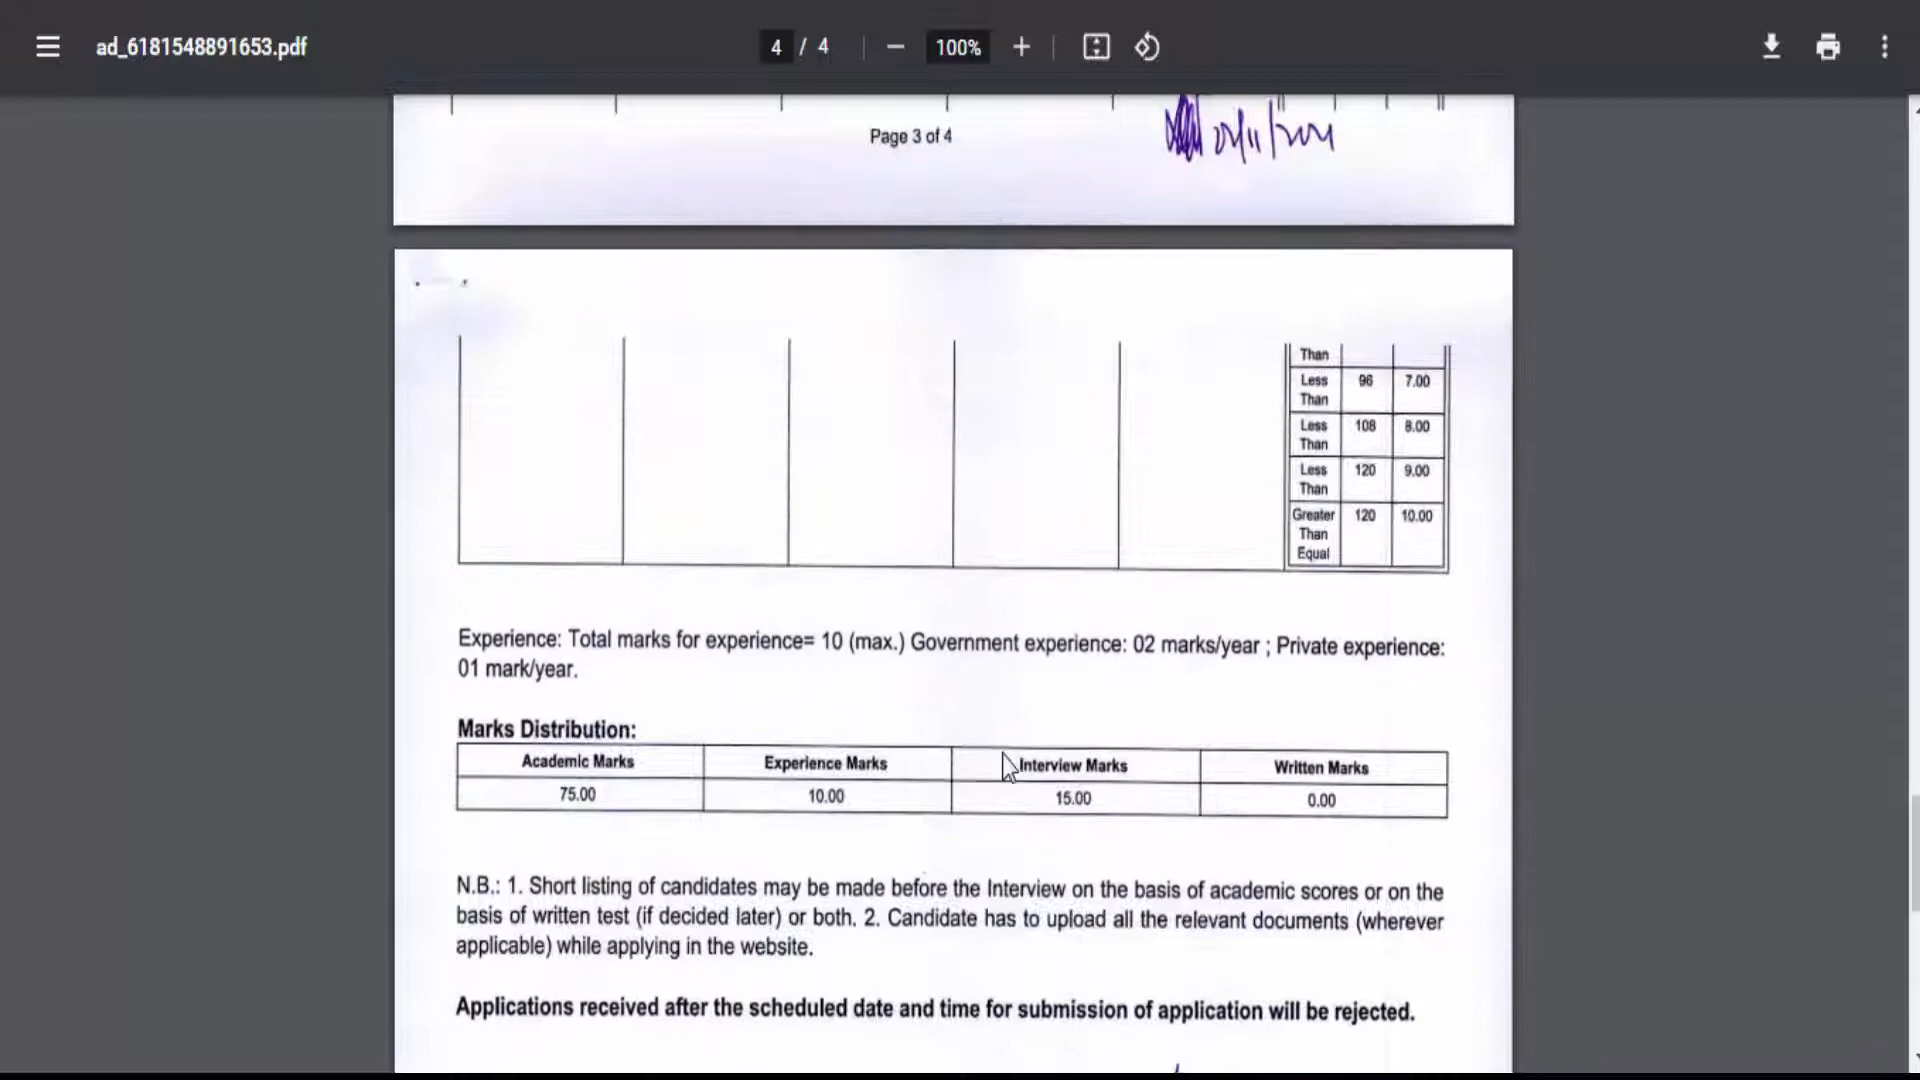 ad_6181548891653.pdf
4 / 4
100%
Page 3 of 4
Than
Less Than 96 7.00
Less Than 108 8.00
Less Than 120 9.00
Greater Than Equal 120 10.00
Experience: Total marks for experience= 10 (max.) Government experience: 02 marks/year ; Private experience:
01 mark/year.
Marks Distribution:
Academic Marks Experience Marks Interview Marks Written Marks
75.00 10.00 15.00 0.00
N.B.: 1. Short listing of candidates may be made before the Interview on the basis of academic scores or on the
basis of written test (if decided later) or both. 2. Candidate has to upload all the relevant documents (wherever
applicable) while applying in the website.
Applications received after the scheduled date and time for submission of application will be rejected.